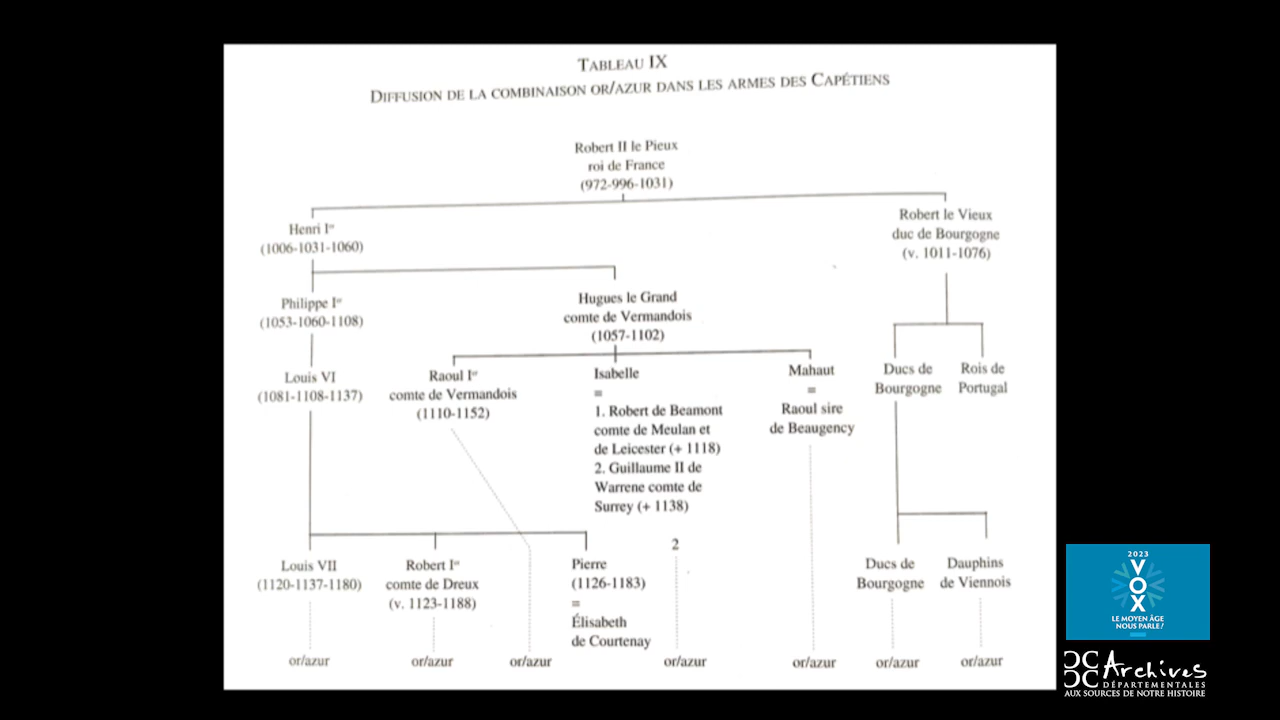 TABLEAU IX
DIFFUSION DE LA COMBINAISON OR/AZUR DANS LES ARMES DES CAPÉTIENS
Robert II le Pieux
roi de France
(972-996-1031)
Henri Iᵉʳ
(1006-1031-1060)
Robert le Vieux
duc de Bourgogne
(v. 1011-1076)
Philippe Iᵉʳ
(1053-1060-1108)
Hugues le Grand
comte de Vermandois
(1057-1102)
Louis VI
(1081-1108-1137)
Raoul Iᵉʳ
comte de Vermandois
(1110-1152)
Isabelle
=
1. Robert de Beamont
comte de Meulan et
de Leicester (+ 1118)
2. Guillaume II de
Warrene comte de
Surrey (+ 1138)
Mahaut
=
Raoul sire
de Beaugency
Ducs de
Bourgogne
Rois de
Portugal
Louis VII
(1120-1137-1180)
Robert Iᵉʳ
comte de Dreux
(v. 1123-1188)
Pierre
(1126-1183)
=
Élisabeth
de Courtenay
2
Ducs de
Bourgogne
Dauphins
de Viennois
or/azur
or/azur
or/azur
or/azur
or/azur
or/azur
or/azur
2023
VOX
LE MOYEN ÂGE
NOUS PARLE !
Archives
DÉPARTEMENTALES
AUX SOURCES DE NOTRE HISTOIRE